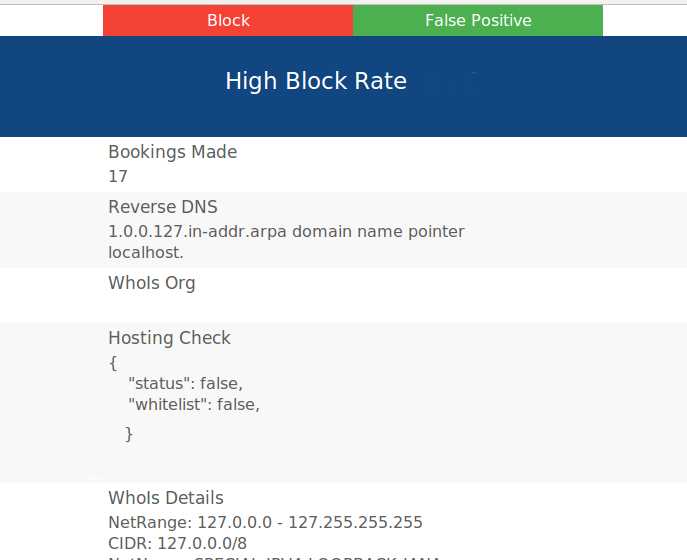 Block False Positive
High Block Rate
Bookings Made
17
Reverse DNS
1.0.0.127.in-addr.arpa domain name pointer
localhost.
WhoIs Org
Hosting Check
{
"status": false,
"whitelist": false,
}
WhoIs Details
NetRange: 127.0.0.0 - 127.255.255.255
CIDR: 127.0.0.0/8